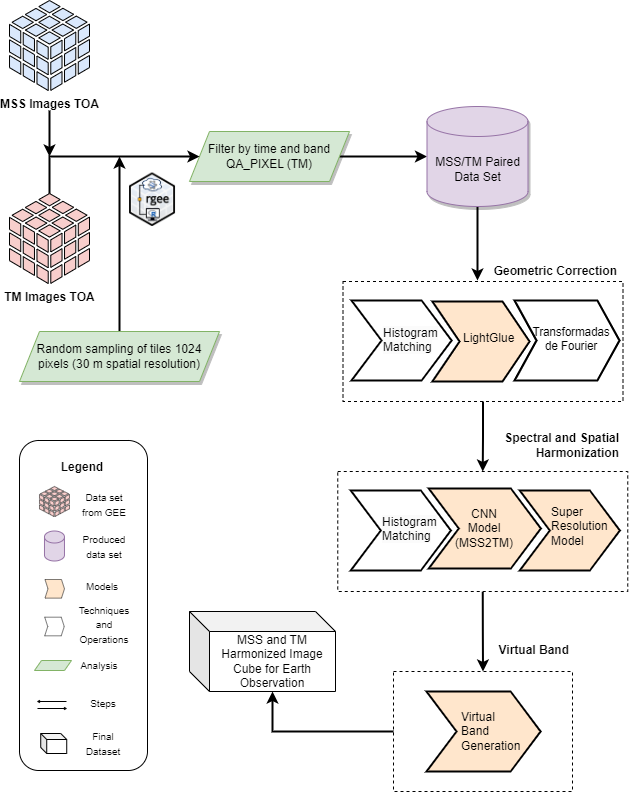 MSS Images TOA
Filter by time and band
QA_PIXEL (TM)
MSS/TM Paired
Data Set
rgee
TM Images TOA
Random sampling of tiles 1024
pixels (30 m spatial resolution)
Geometric Correction
Histogram
Matching
LightGlue
Transformadas
de Fourier
Spectral and Spatial
Harmonization
Histogram
Matching
CNN
Model
(MSS2TM)
Super
Resolution
Model
Virtual Band
Virtual
Band
Generation
MSS and TM
Harmonized Image
Cube for Earth
Observation
Legend
Data set
from GEE
Produced
data set
Models
Techniques
and
Operations
Analysis
Steps
Final
Dataset